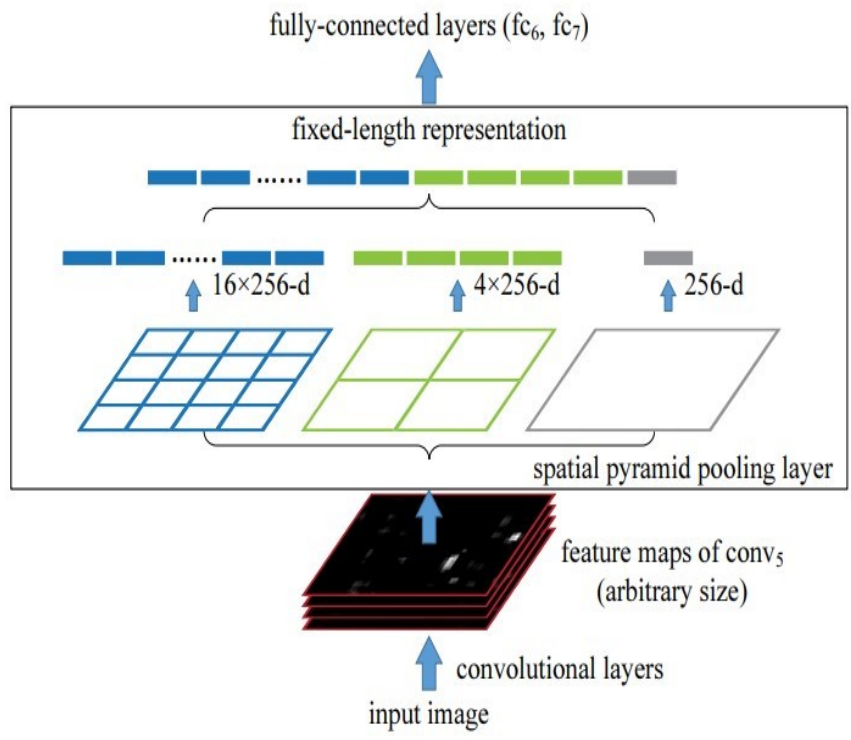 fully-connected layers (fc₆, fc₇)
fixed-length representation
......
......
16×256-d
4×256-d
256-d
spatial pyramid pooling layer
feature maps of conv₅
(arbitrary size)
convolutional layers
input image